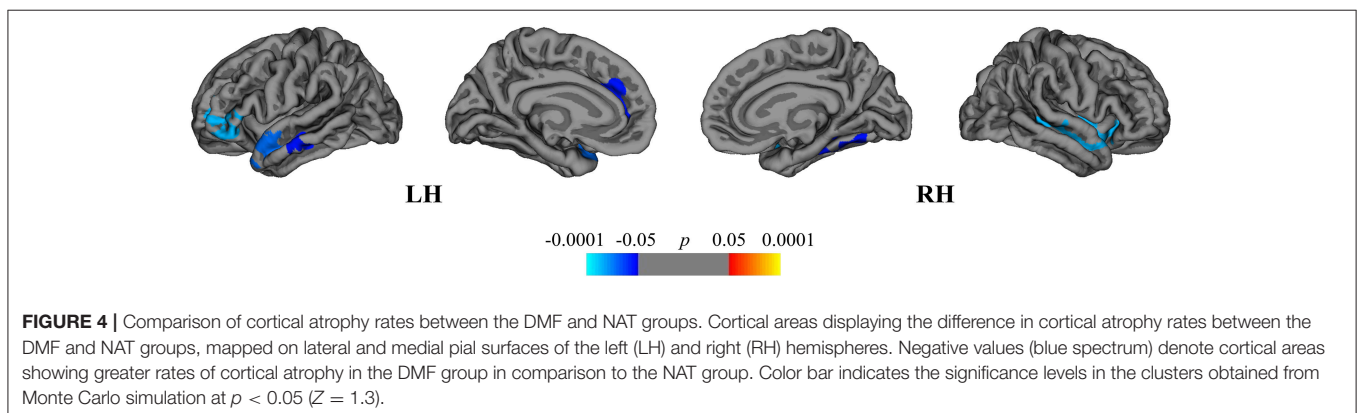 LH RH
-0.0001 -0.05 p 0.05 0.0001
FIGURE 4 | Comparison of cortical atrophy rates between the DMF and NAT groups. Cortical areas displaying the difference in cortical atrophy rates between the
DMF and NAT groups, mapped on lateral and medial pial surfaces of the left (LH) and right (RH) hemispheres. Negative values (blue spectrum) denote cortical areas
showing greater rates of cortical atrophy in the DMF group in comparison to the NAT group. Color bar indicates the significance levels in the clusters obtained from
Monte Carlo simulation at p < 0.05 (Z = 1.3).